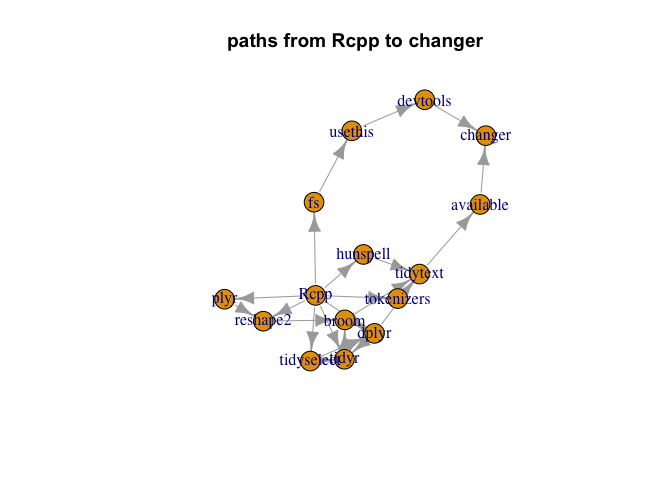 paths from Rcpp to changer
devtools
usethis
changer
fs
available
hunspell
tidytext
plyr
Rcpp
tokenizers
reshape2
broom
dplyr
tidyselect
tidyr